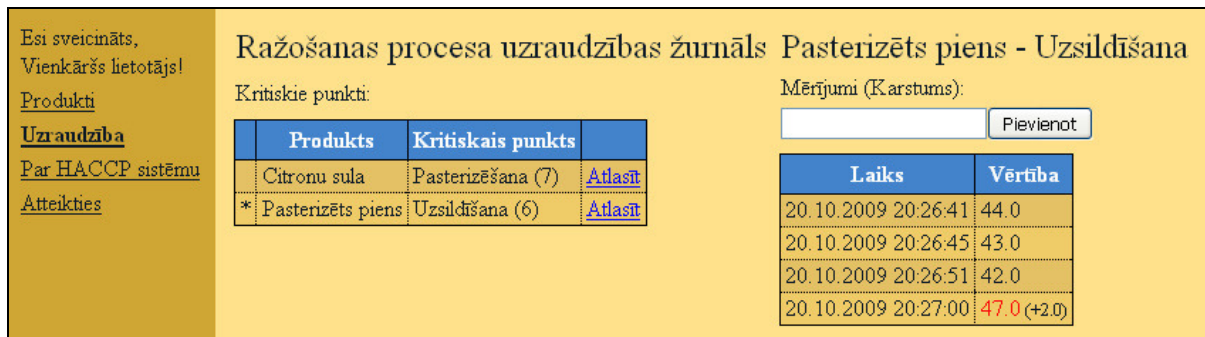 Esi sveicināts,
Vienkāršs lietotājs!
Produkti
Uzraudzība
Par HACCP sistēmu
Atteikties
Ražošanas procesa uzraudzības žurnāls
Kritiskie punkti:
Produkts Kritiskais punkts
Citronu sula Pasterizēšana (7) Atlasīt
* Pasterizēts piens Uzsildīšana (6) Atlasīt
Pasterizēts piens - Uzsildīšana
Mērījumi (Karstums):
Pievienot
Laiks Vērtība
20.10.2009 20:26:41 44.0
20.10.2009 20:26:45 43.0
20.10.2009 20:26:51 42.0
20.10.2009 20:27:00 47.0 (+2.0)